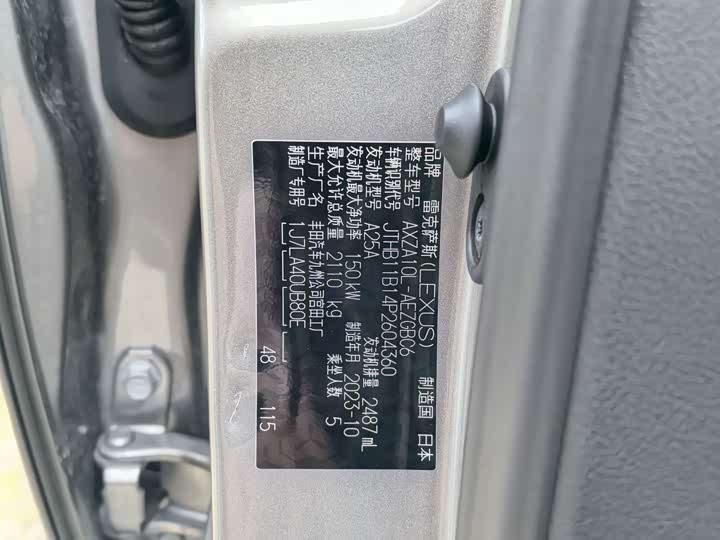 品牌 雷克萨斯(LEXUS) 制造国 日本
整车型号 AXZA10L-AEZGBC6
车辆识别代号 JTHB11B14P2604360
发动机型号 A25A 发动机排量 2487 mL
发动机最大净功率 150 kW 制造年月 2023-10
最大允许总质量 2110 kg 乘坐人数 5
生产厂名 丰田汽车九州公司宫田工厂
制造厂专用号 1J7LA40UB80E 48 115